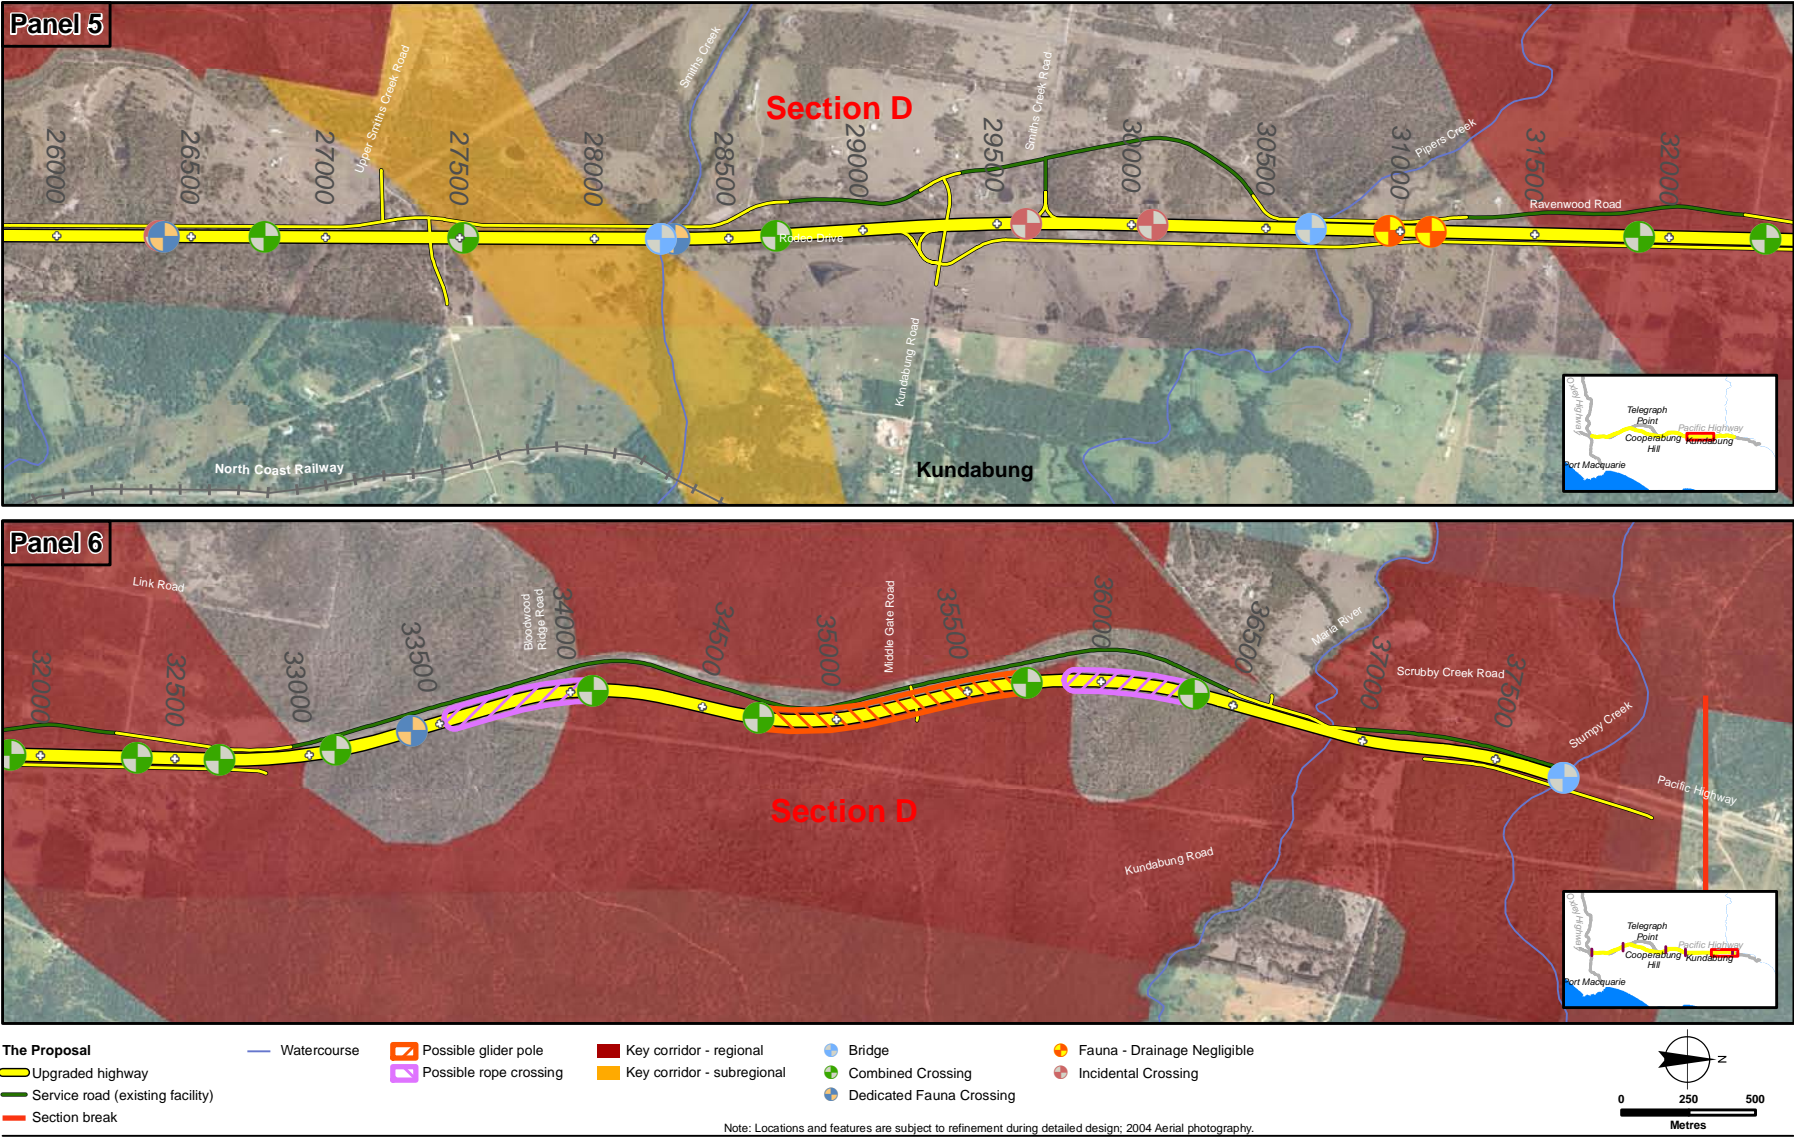 Panel 5
Upper Smiths Creek Road
Smiths Creek
Section D
Smiths Creek Road
Pipers Creek
26000
26500
27000
27500
28000
28500
29000
29500
30000
30500
31000
31500
32000
Ravenwood Road
Rodeo Drive
Kundabung Road
North Coast Railway
Kundabung
Oxley Highway
Telegraph
Point
Pacific Highway
Cooperabung
Hill
Kundabung
Port Macquarie
Panel 6
Link Road
Bloodwood
Ridge Road
Middle Gate Road
Maria River
Scrubby Creek Road
Stumpy Creek
32000
32500
33000
33500
34000
34500
35000
35500
36000
36500
37000
37500
Pacific Highway
Section D
Kundabung Road
Oxley Highway
Telegraph
Point
Pacific Highway
Cooperabung
Hill
Kundabung
Port Macquarie
The Proposal
Upgraded highway
Service road (existing facility)
Section break
Watercourse
Possible glider pole
Possible rope crossing
Key corridor - regional
Key corridor - subregional
Bridge
Combined Crossing
Dedicated Fauna Crossing
Fauna - Drainage Negligible
Incidental Crossing
N
0 250 500
Metres
Note: Locations and features are subject to refinement during detailed design; 2004 Aerial photography.